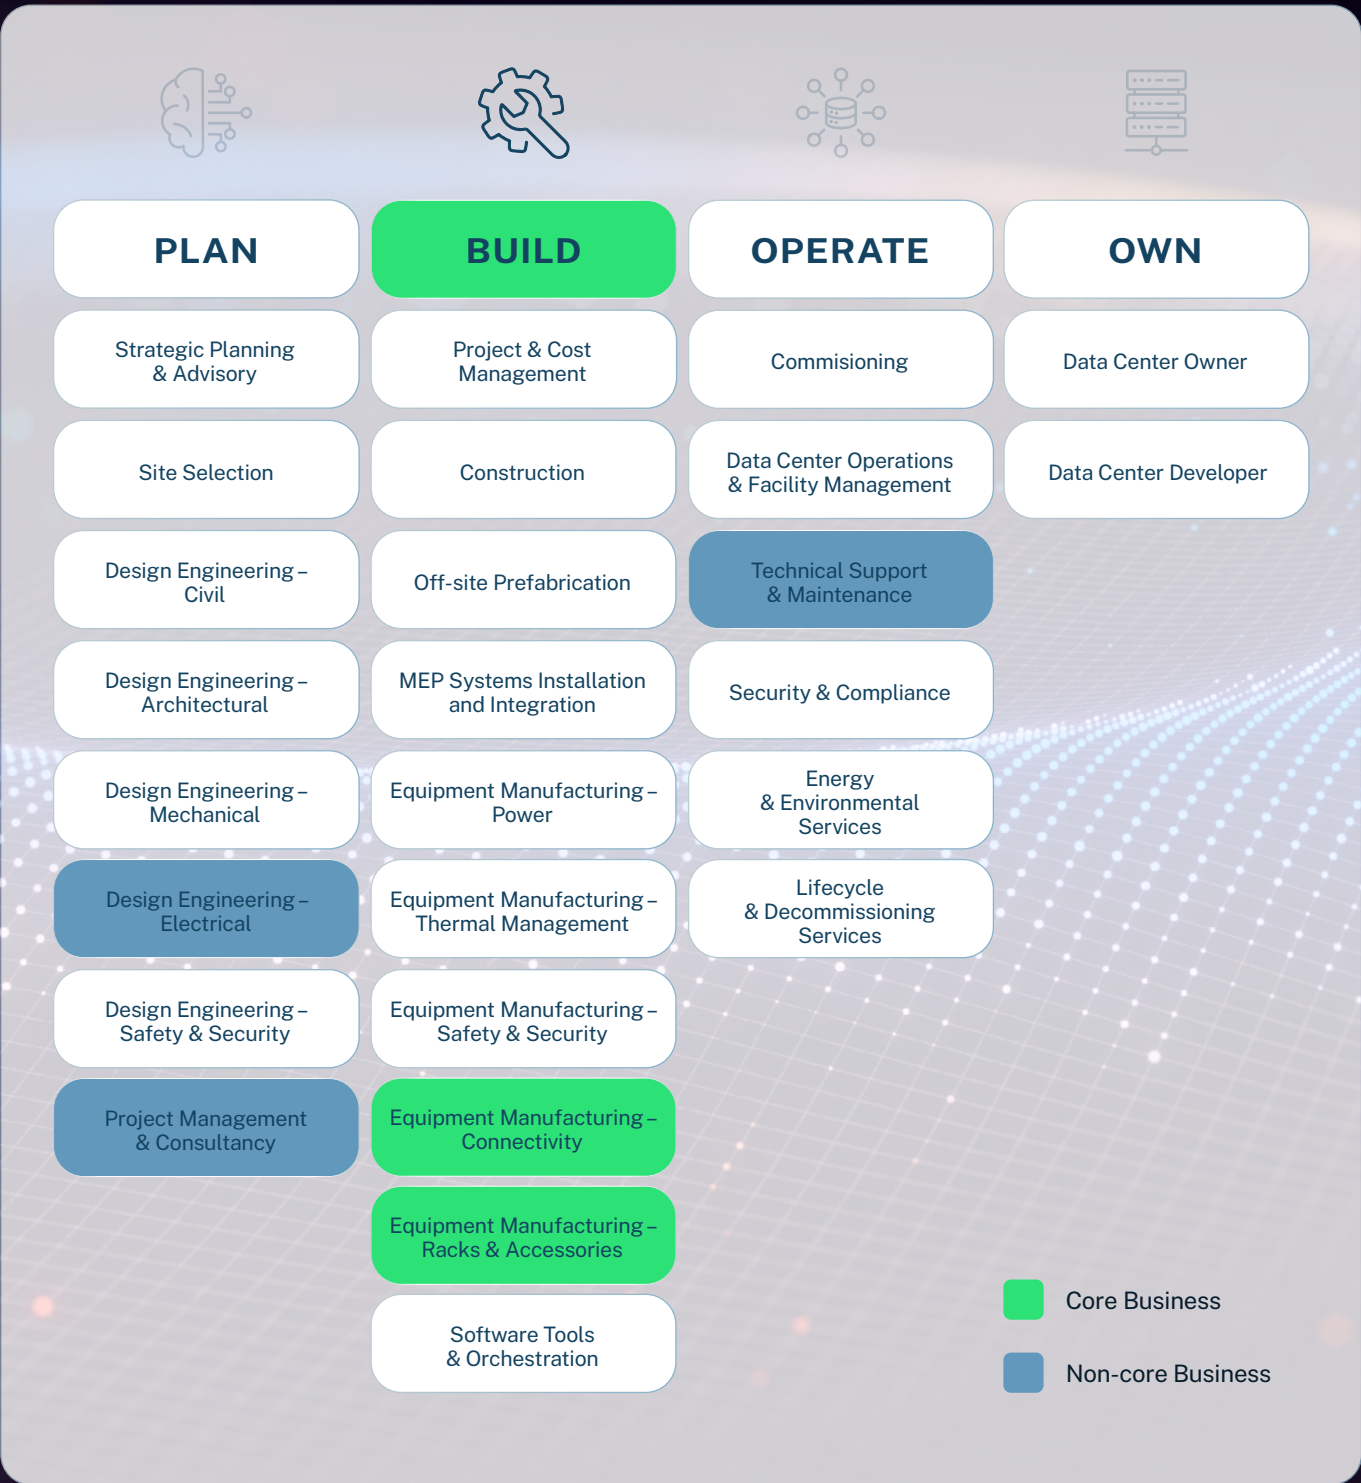 PLAN
BUILD
OPERATE
OWN
Strategic Planning
& Advisory
Project & Cost
Management
Commisioning
Data Center Owner
Site Selection
Construction
Data Center Operations
& Facility Management
Data Center Developer
Design Engineering –
Civil
Off-site Prefabrication
Technical Support
& Maintenance
Design Engineering –
Architectural
MEP Systems Installation
and Integration
Security & Compliance
Design Engineering –
Mechanical
Equipment Manufacturing –
Power
Energy
& Environmental
Services
Design Engineering –
Electrical
Equipment Manufacturing –
Thermal Management
Lifecycle
& Decommissioning
Services
Design Engineering –
Safety & Security
Equipment Manufacturing –
Safety & Security
Project Management
& Consultancy
Equipment Manufacturing –
Connectivity
Equipment Manufacturing –
Racks & Accessories
Software Tools
& Orchestration
Core Business
Non-core Business